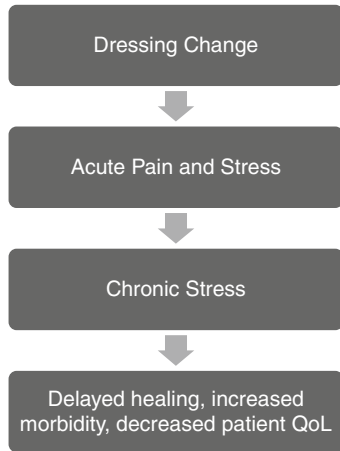 Dressing Change
Acute Pain and Stress
Chronic Stress
Delayed healing, increased
morbidity, decreased patient QoL